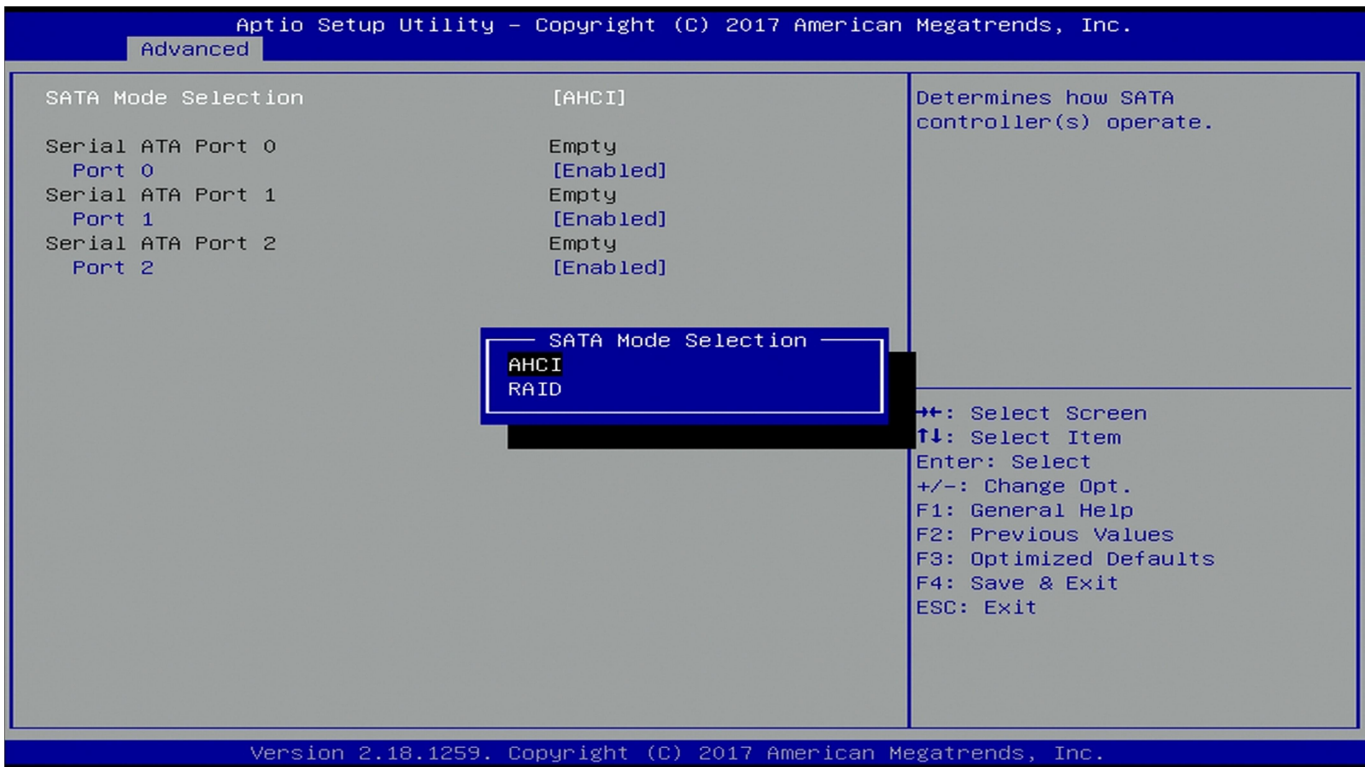 Aptio Setup Utility – Copyright (C) 2017 American Megatrends, Inc.
Advanced
SATA Mode Selection [AHCI]
Serial ATA Port 0 Empty
Port 0 [Enabled]
Serial ATA Port 1 Empty
Port 1 [Enabled]
Serial ATA Port 2 Empty
Port 2 [Enabled]
SATA Mode Selection
AHCI
RAID
Determines how SATA
controller(s) operate.
→←: Select Screen
↑↓: Select Item
Enter: Select
+/-: Change Opt.
F1: General Help
F2: Previous Values
F3: Optimized Defaults
F4: Save & Exit
ESC: Exit
Version 2.18.1259. Copyright (C) 2017 American Megatrends, Inc.